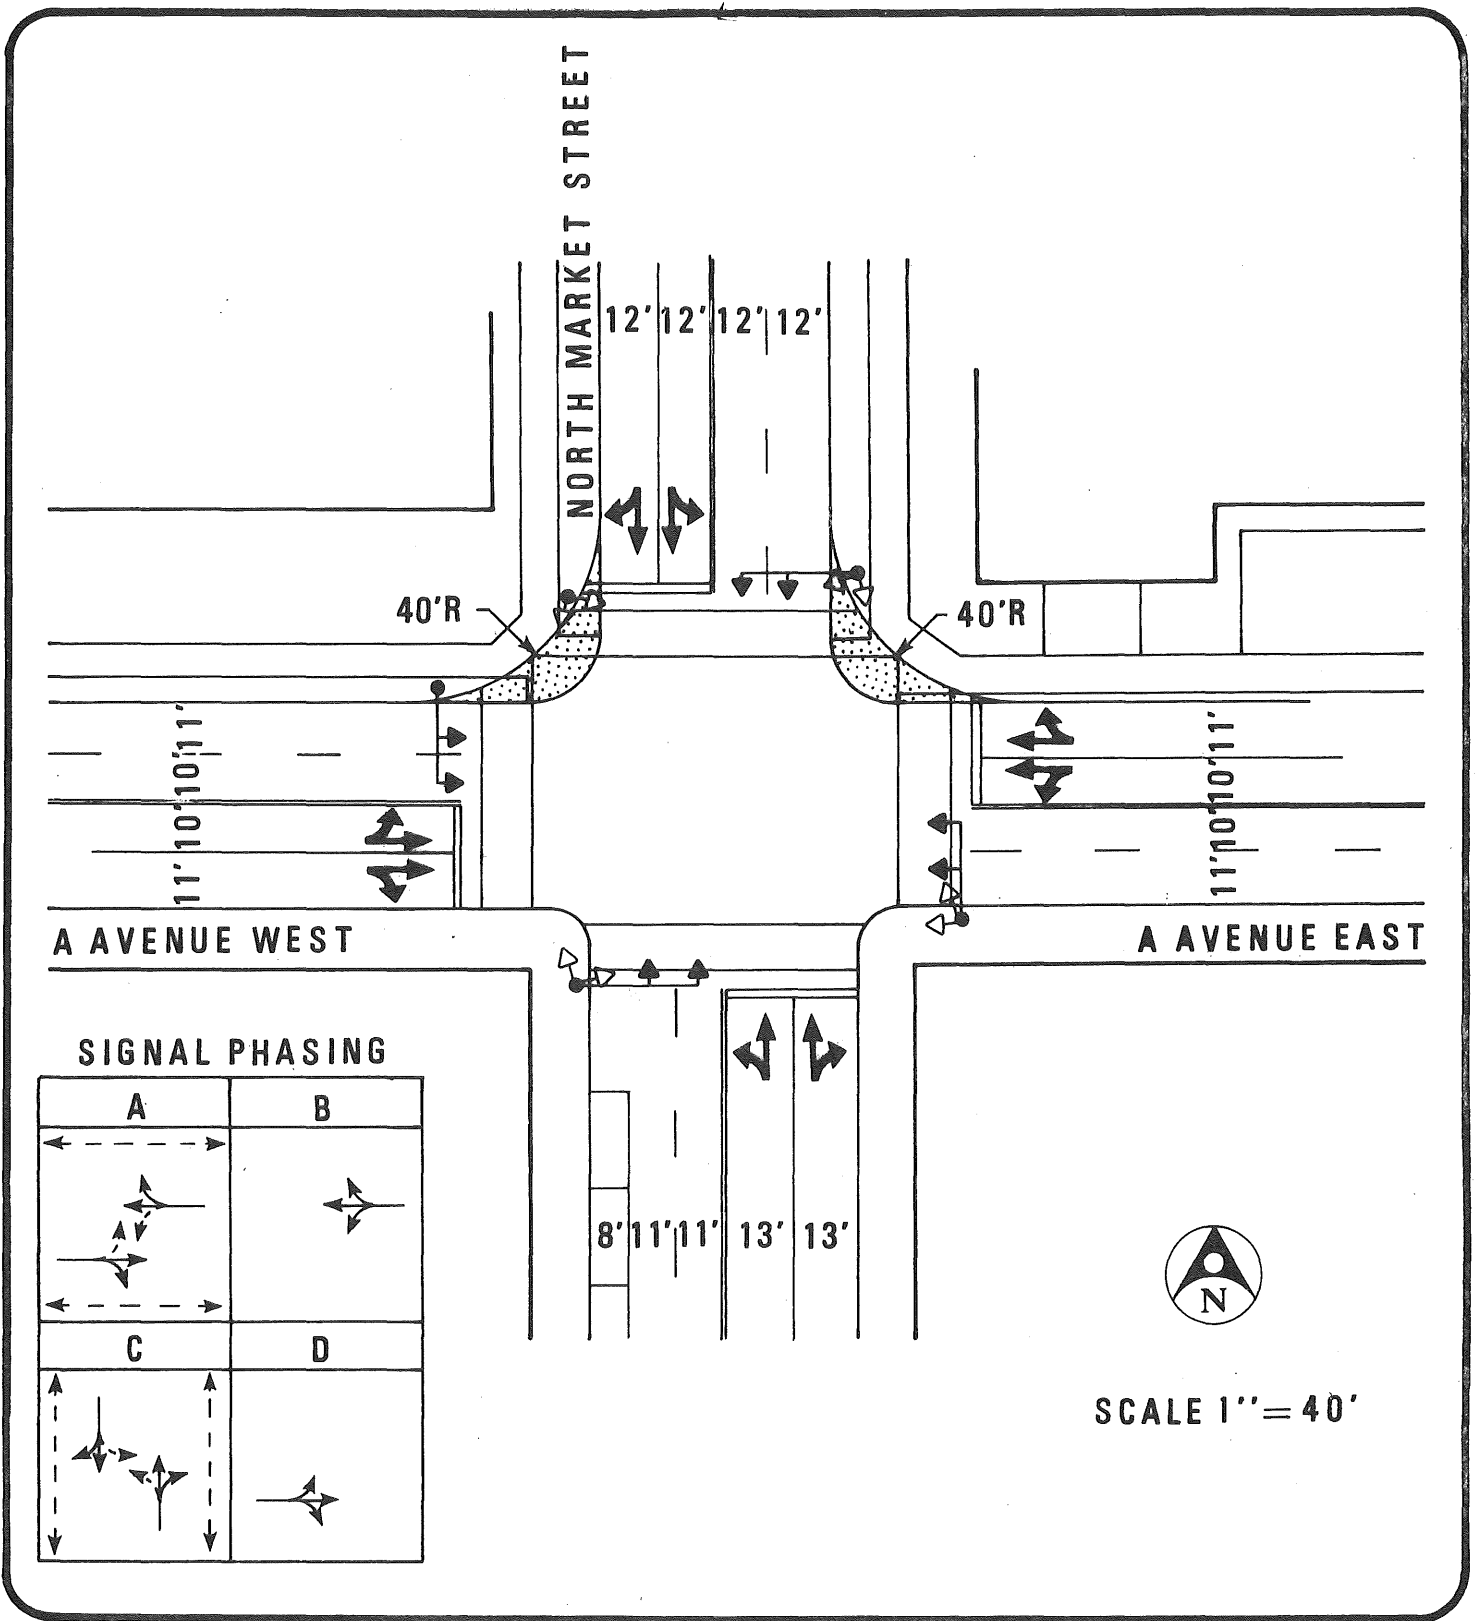 NORTH MARKET STREET
12' 12' 12' 12'
40'R
40'R
11' 10' 10' 11'
11' 10' 10' 11'
A AVENUE WEST
A AVENUE EAST
SIGNAL PHASING
A
B
8' 11' 11' 13' 13'
N
C
D
SCALE 1''= 40'